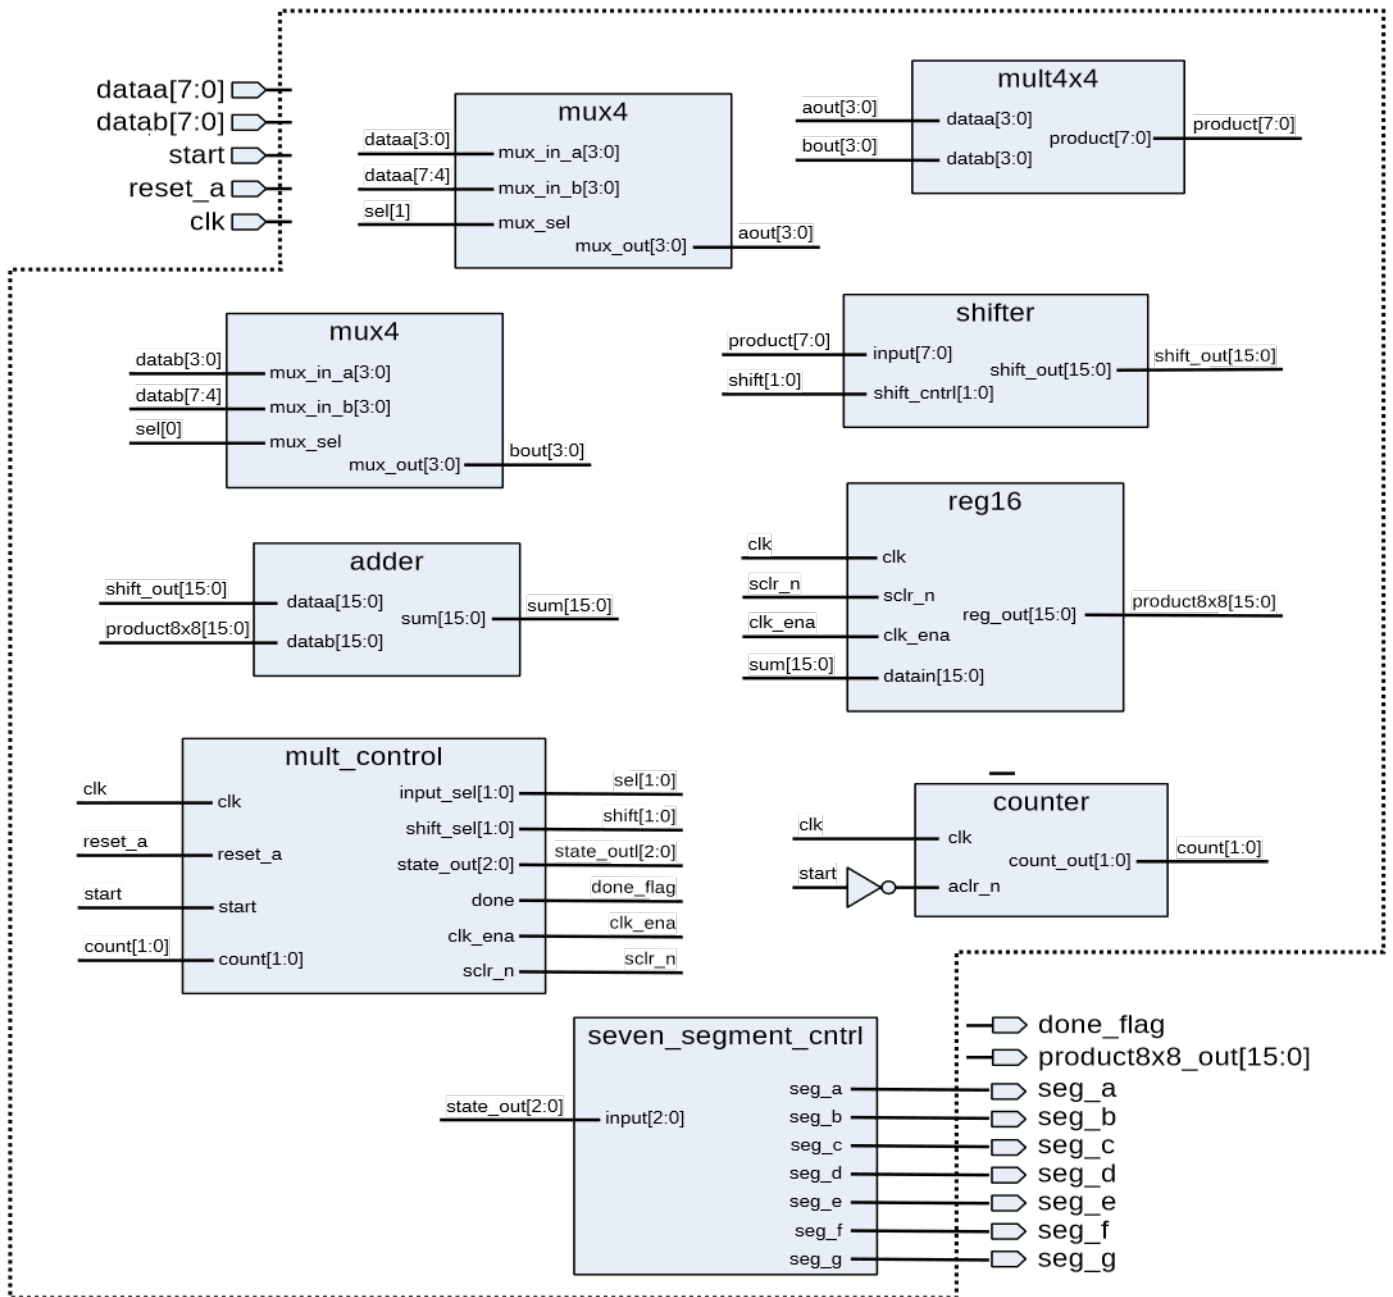 dataa[7:0]
datab[7:0]
start
reset_a
clk
mux4
dataa[3:0]
mux_in_a[3:0]
dataa[7:4]
mux_in_b[3:0]
sel[1]
mux_sel
mux_out[3:0]
aout[3:0]
mult4x4
aout[3:0]
dataa[3:0]
bout[3:0]
datab[3:0]
product[7:0]
product[7:0]
mux4
datab[3:0]
mux_in_a[3:0]
datab[7:4]
mux_in_b[3:0]
sel[0]
mux_sel
mux_out[3:0]
bout[3:0]
shifter
product[7:0]
input[7:0]
shift[1:0]
shift_cntrl[1:0]
shift_out[15:0]
shift_out[15:0]
adder
shift_out[15:0]
dataa[15:0]
product8x8[15:0]
datab[15:0]
sum[15:0]
sum[15:0]
reg16
clk
clk
sclr_n
sclr_n
clk_ena
clk_ena
sum[15:0]
datain[15:0]
reg_out[15:0]
product8x8[15:0]
mult_control
clk
clk
reset_a
reset_a
start
start
count[1:0]
count[1:0]
input_sel[1:0]
sel[1:0]
shift_sel[1:0]
shift[1:0]
state_out[2:0]
state_outl[2:0]
done
done_flag
clk_ena
clk_ena
sclr_n
sclr_n
counter
clk
clk
start
aclr_n
count_out[1:0]
count[1:0]
seven_segment_cntrl
state_out[2:0]
input[2:0]
seg_a
seg_b
seg_c
seg_d
seg_e
seg_f
seg_g
done_flag
product8x8_out[15:0]
seg_a
seg_b
seg_c
seg_d
seg_e
seg_f
seg_g